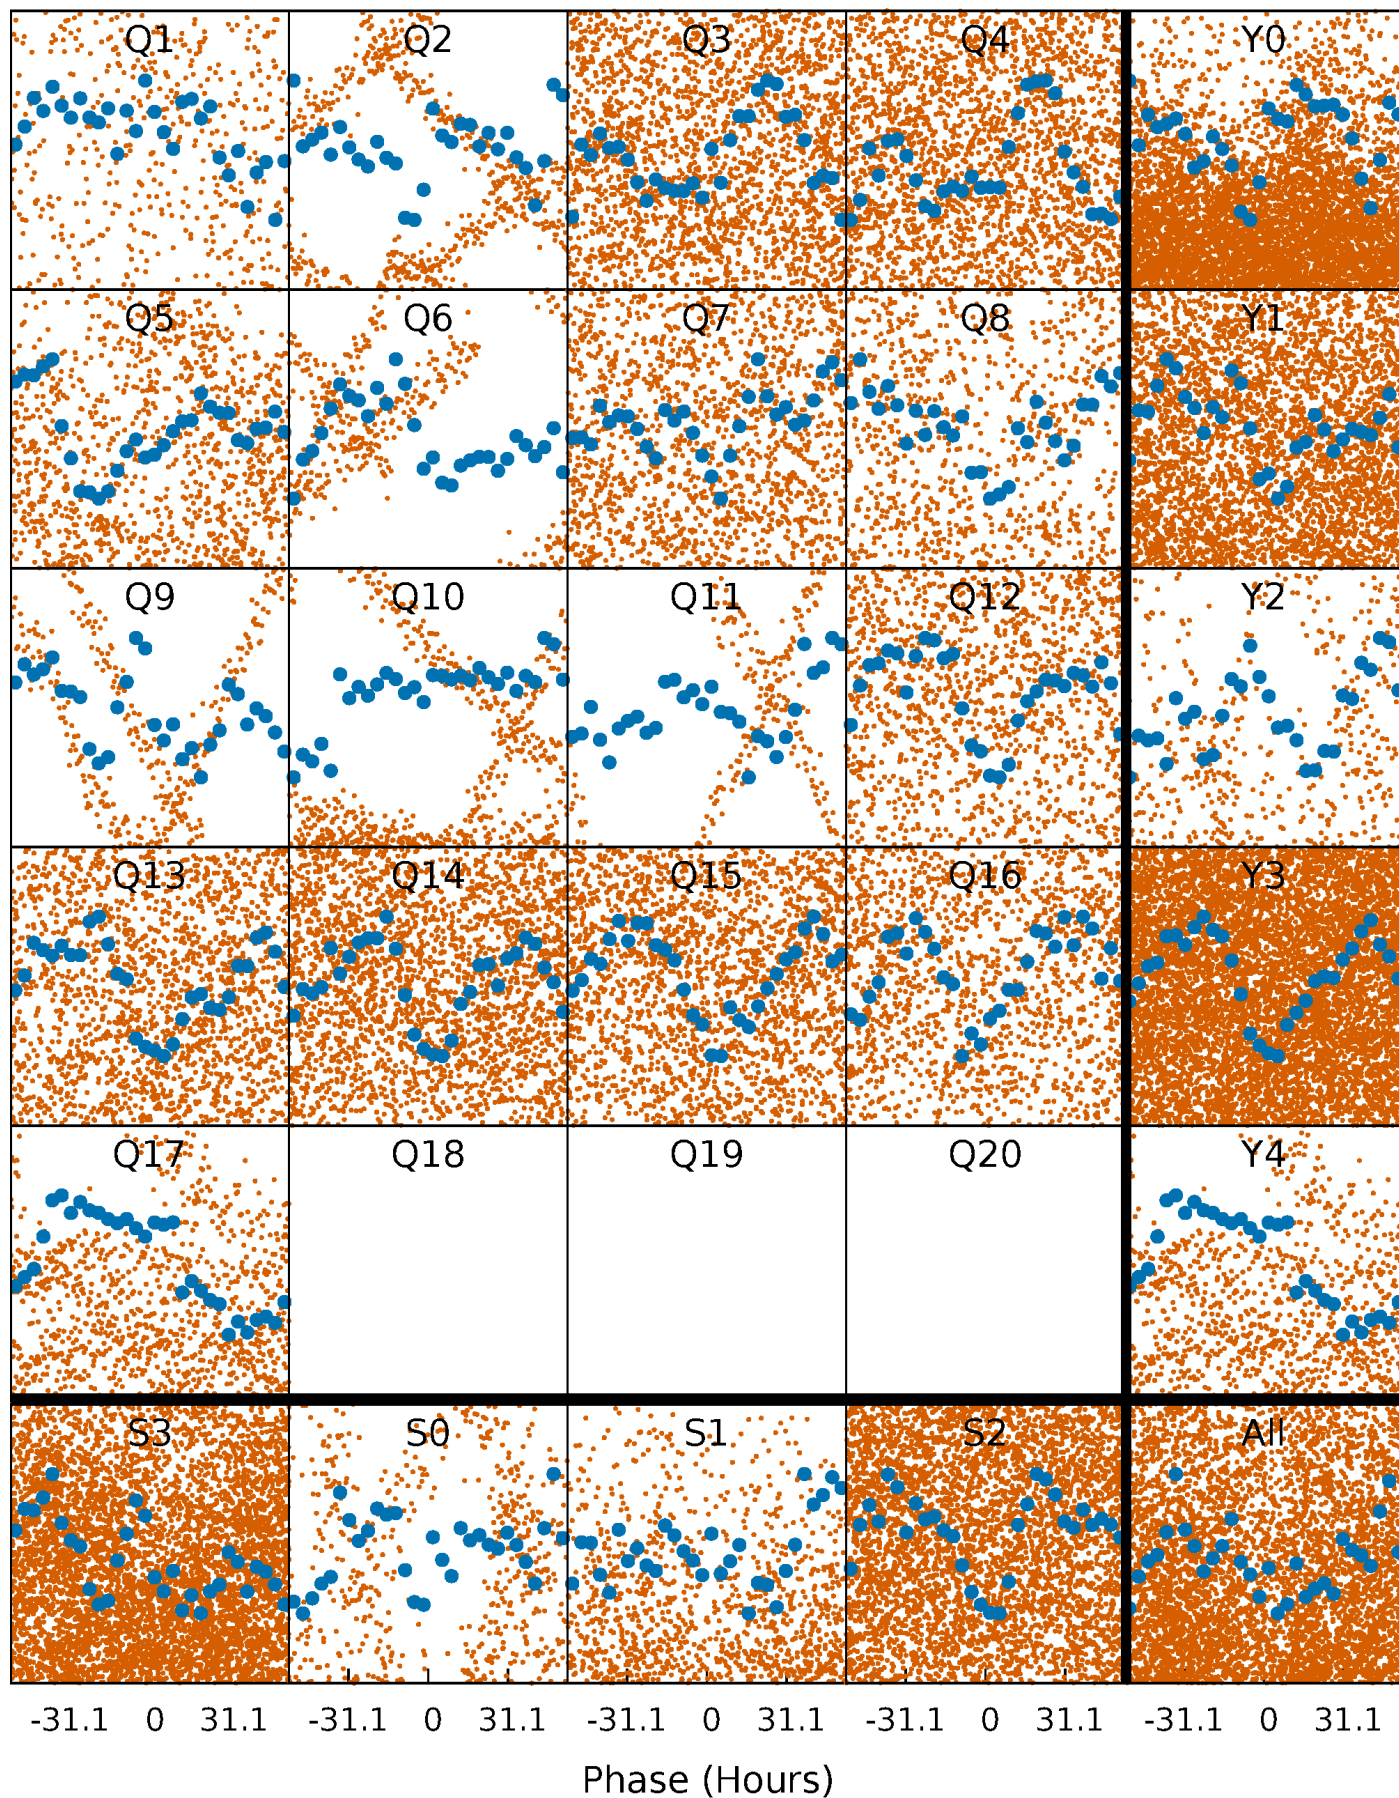 Q1 Q2 Q3 Q4 Y0
Q5 Q6 Q7 Q8 Y1
Q9 Q10 Q11 Q12 Y2
Q13 Q14 Q15 Q16 Y3
Q17 Q18 Q19 Q20 Y4
S3 S0 S1 S2 All
-31.1 0 31.1 -31.1 0 31.1 -31.1 0 31.1 -31.1 0 31.1 -31.1 0 31.1
Phase (Hours)